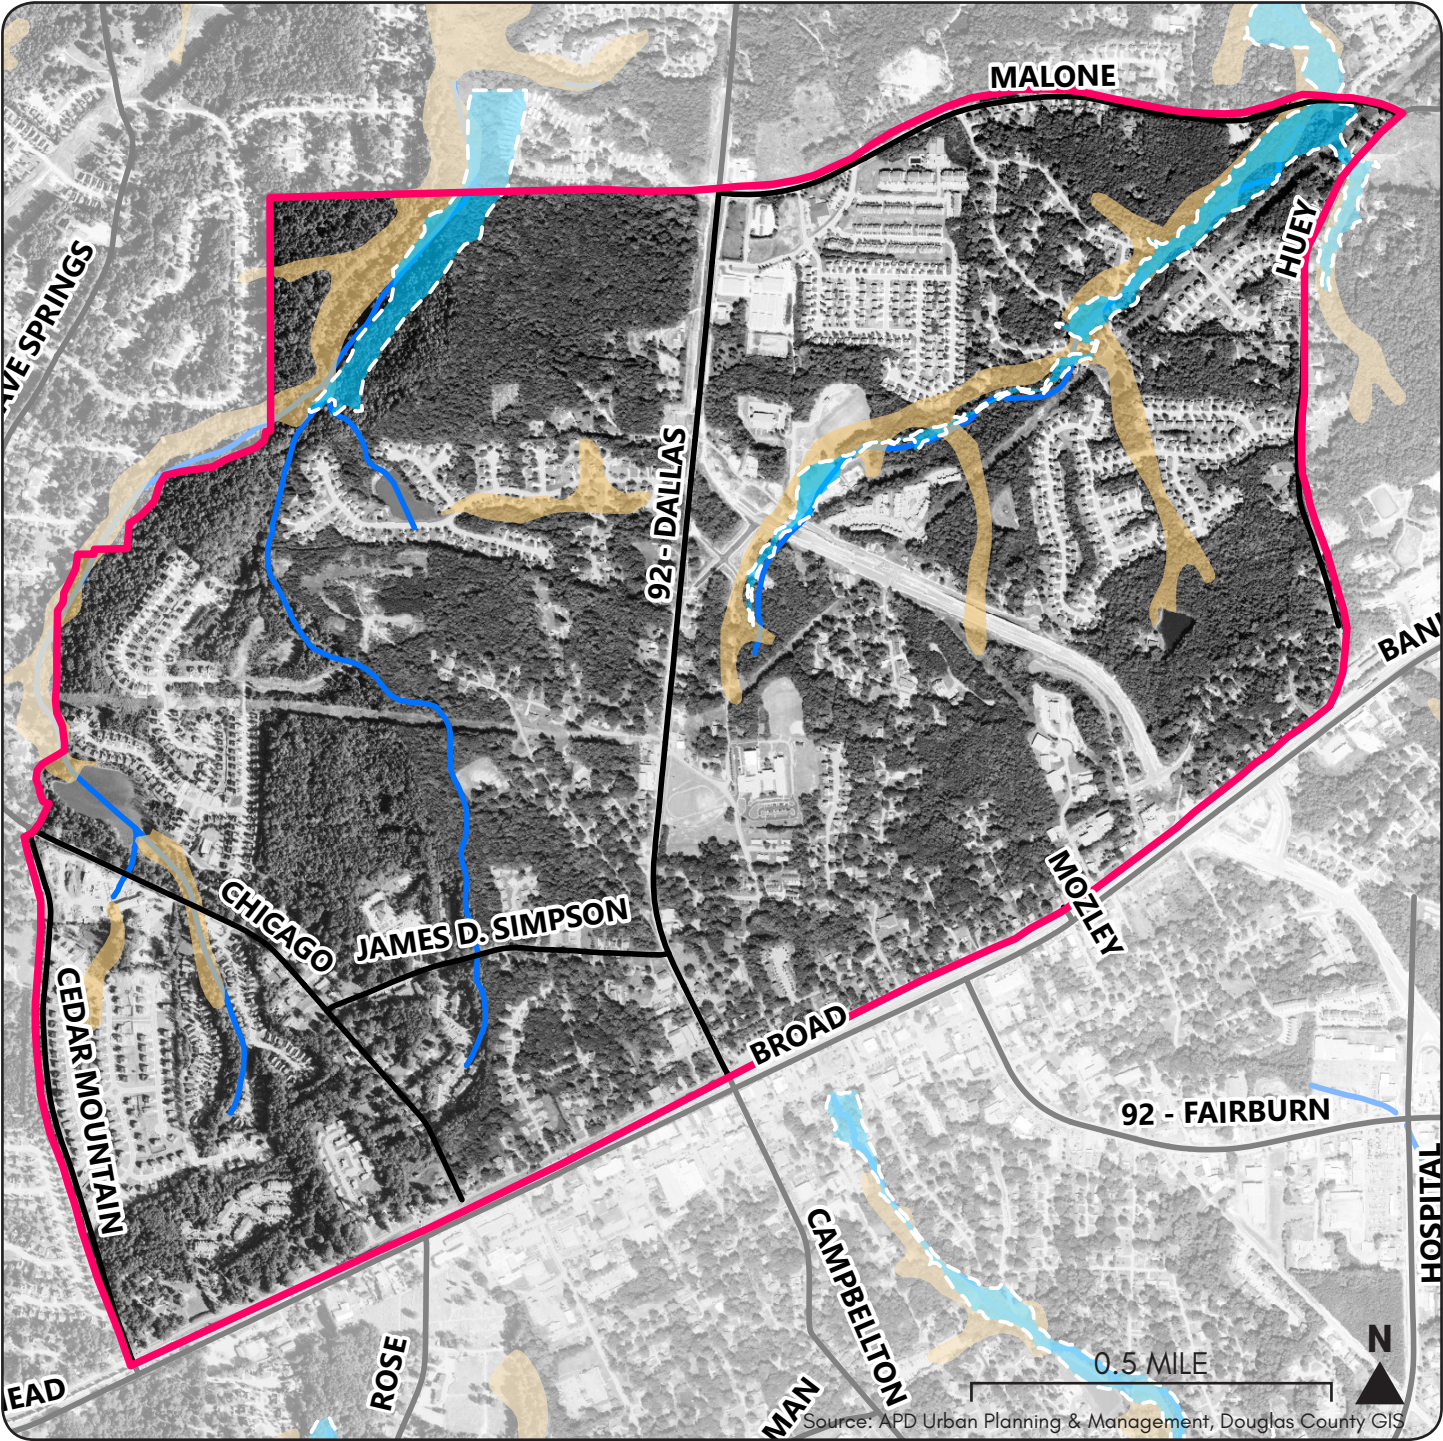 MALONE
HUEY
AVE SPRINGS
92 - DALLAS
BAN
MOZLEY
CHICAGO
JAMES D. SIMPSON
CEDAR MOUNTAIN
BROAD
92 - FAIRBURN
HOSPITAL
CAMPBELLTON
ROSE
N
0.5 MILE
EAD
MAN
Source: APD Urban Planning & Management, Douglas County GIS